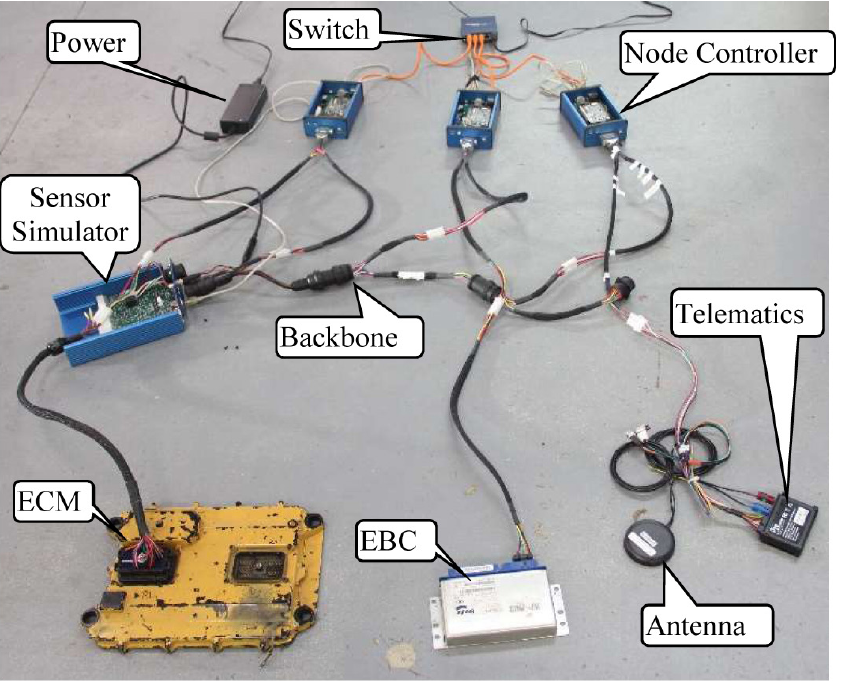 Power
Switch
Node Controller
Sensor
Simulator
Backbone
Telematics
ECM
EBC
Antenna